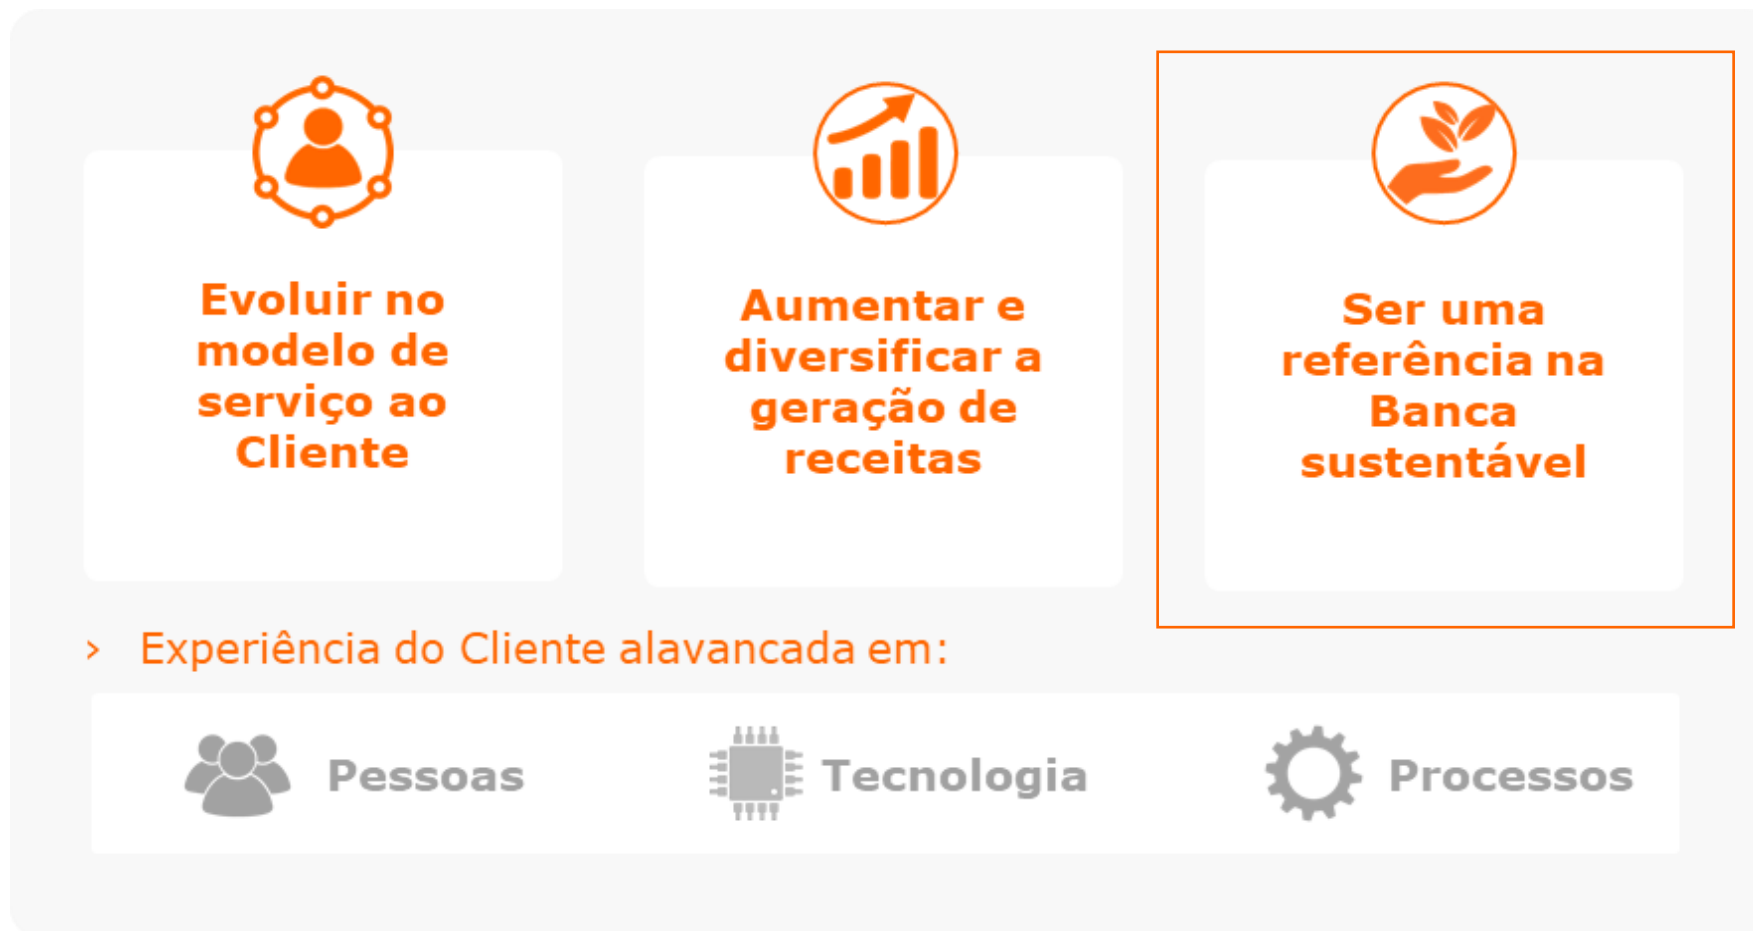 Evoluir no
modelo de
serviço ao
Cliente
Aumentar e
diversificar a
geração de
receitas
Ser uma
referência na
Banca
sustentável
› Experiência do Cliente alavancada em:
Pessoas
Tecnologia
Processos